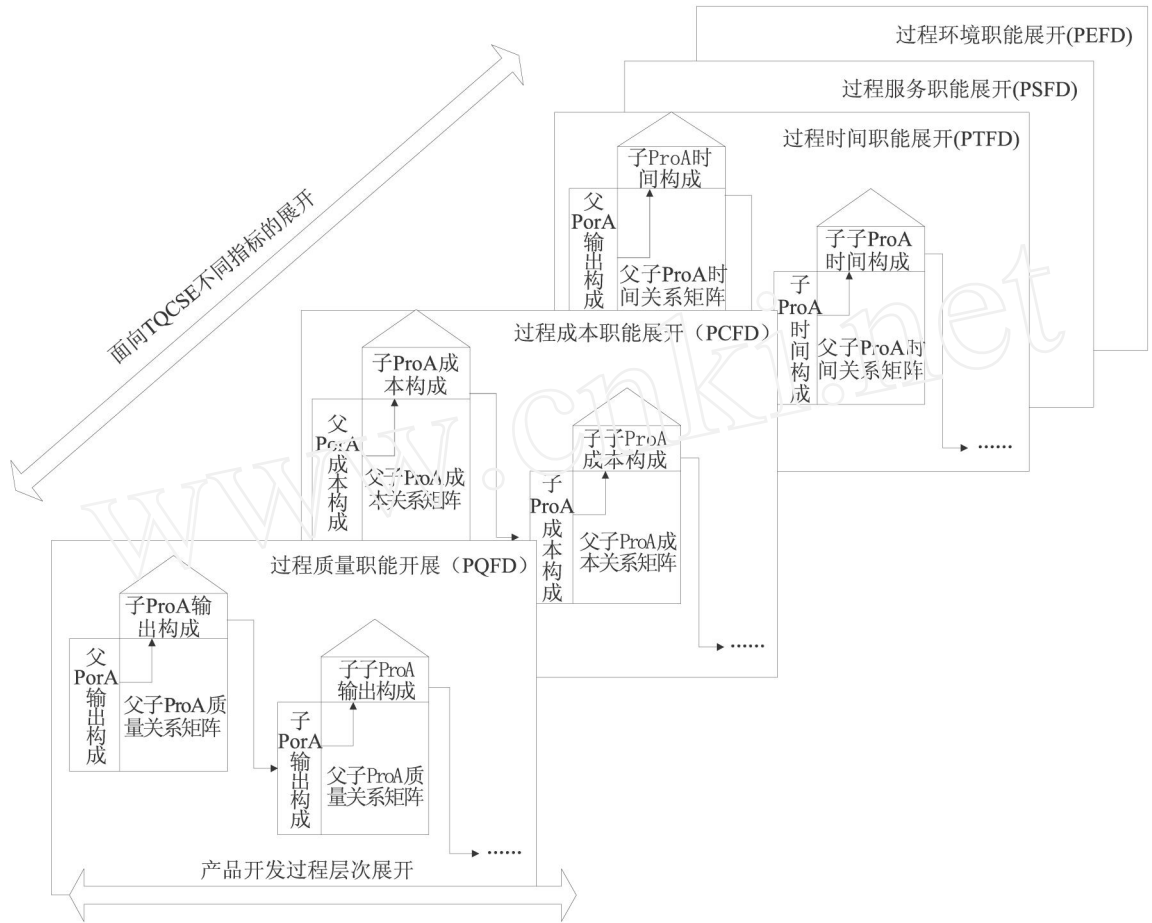 过程环境职能展开(PEFD)
过程服务职能展开(PSFD)
过程时间职能展开(PTFD)
子ProA时
间构成
父
PorA
输
出
构
成
父子ProA时
间关系矩阵
子子ProA
时间构成
子
ProA
时
间
构
成
父子ProA时
间关系矩阵
······
面向TQCSE不同指标的展开
过程成本职能展开（PCFD）
子ProA成
本构成
父
PorA
成
本
构
成
父子ProA成
本关系矩阵
子子ProA
成本构成
子
ProA
成
本
构
成
父子ProA成
本关系矩阵
······
过程质量职能开展（PQFD）
子ProA输
出构成
父
PorA
输
出
构
成
父子ProA质
量关系矩阵
子子ProA
输出构成
子
PorA
输
出
构
成
父子ProA质
量关系矩阵
······
产品开发过程层次展开
www.cnki.net